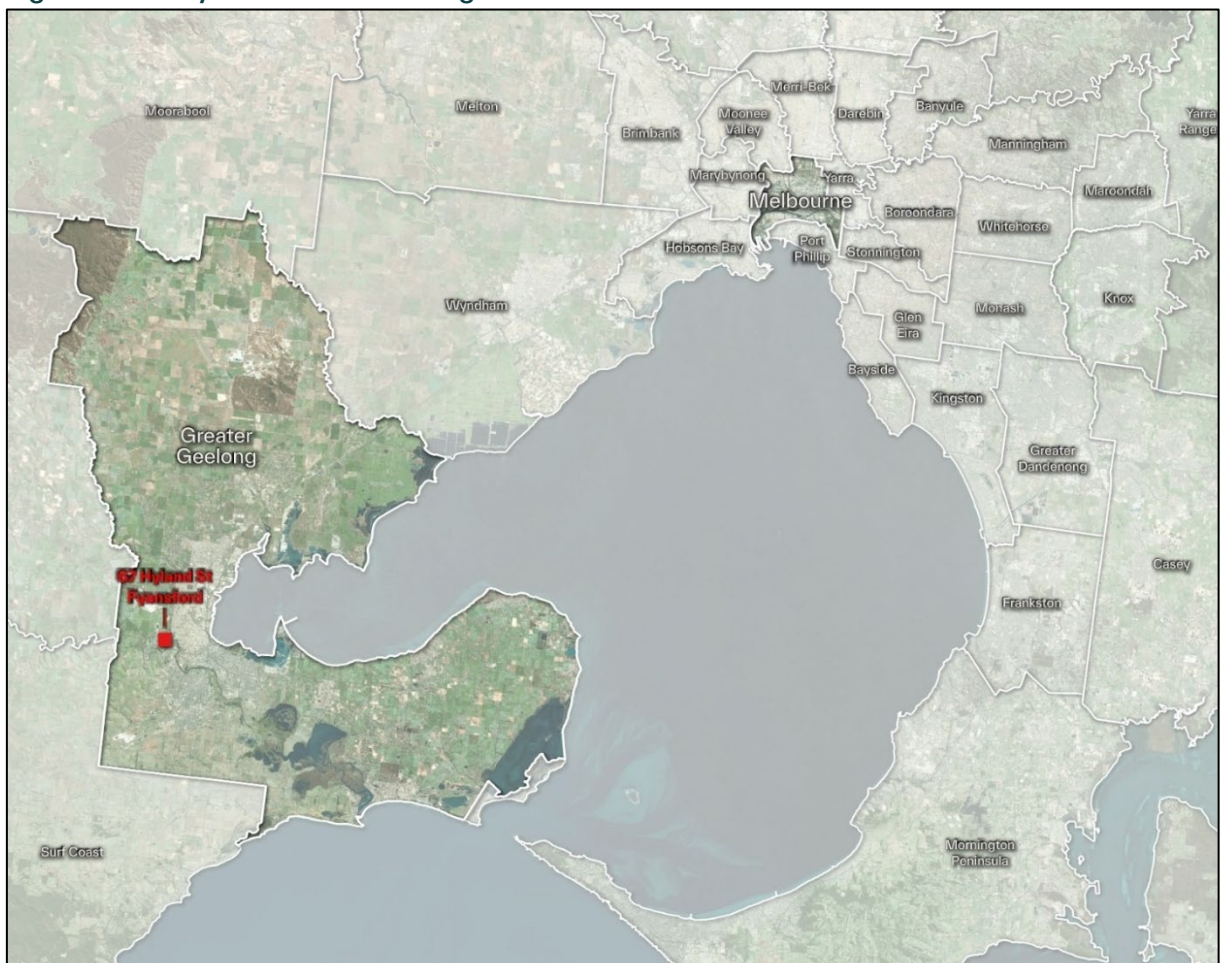 Moorabool
Melton
Brimbank
Moonee
Valley
Merri-Bek
Darebin
Banyule
Manningham
Yarra
Range
Marybynong
Yarra
Melbourne
Maroondah
Boroondara
Whitehorse
Hobsons Bay
Port
Phillip
Stonnington
Wyndham
Glen
Eira
Monash
Knox
Bayside
Kingston
Greater
Geelong
Greater
Dandenong
67 Hyland St
Fyansford
Casey
Frankston
Surf Coast
Mornington
Peninsula